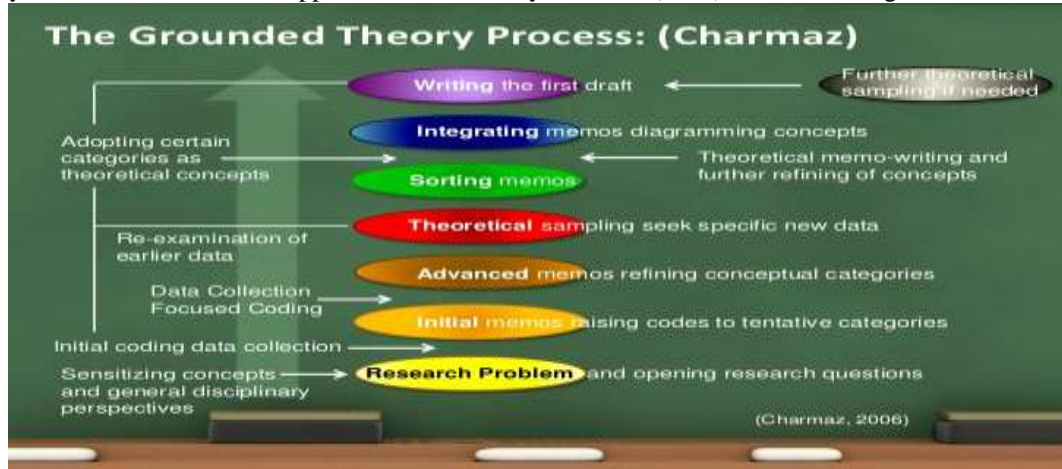 The Grounded Theory Process: (Charmaz)
Writing the first draft
Further theoretical
sampling if needed
Integrating memos diagramming concepts
Adopting certain
categories as
theoretical concepts
Theoretical memo-writing and
further refining of concepts
Sorting memos
Theoretical sampling seek specific new data
Re-examination of
earlier data
Advanced memos refining conceptual categories
Data Collection
Focused Coding
Initial memos raising codes to tentative categories
Initial coding data collection
Research Problem and opening research questions
Sensitizing concepts
and general disciplinary
perspectives
(Charmaz, 2006)